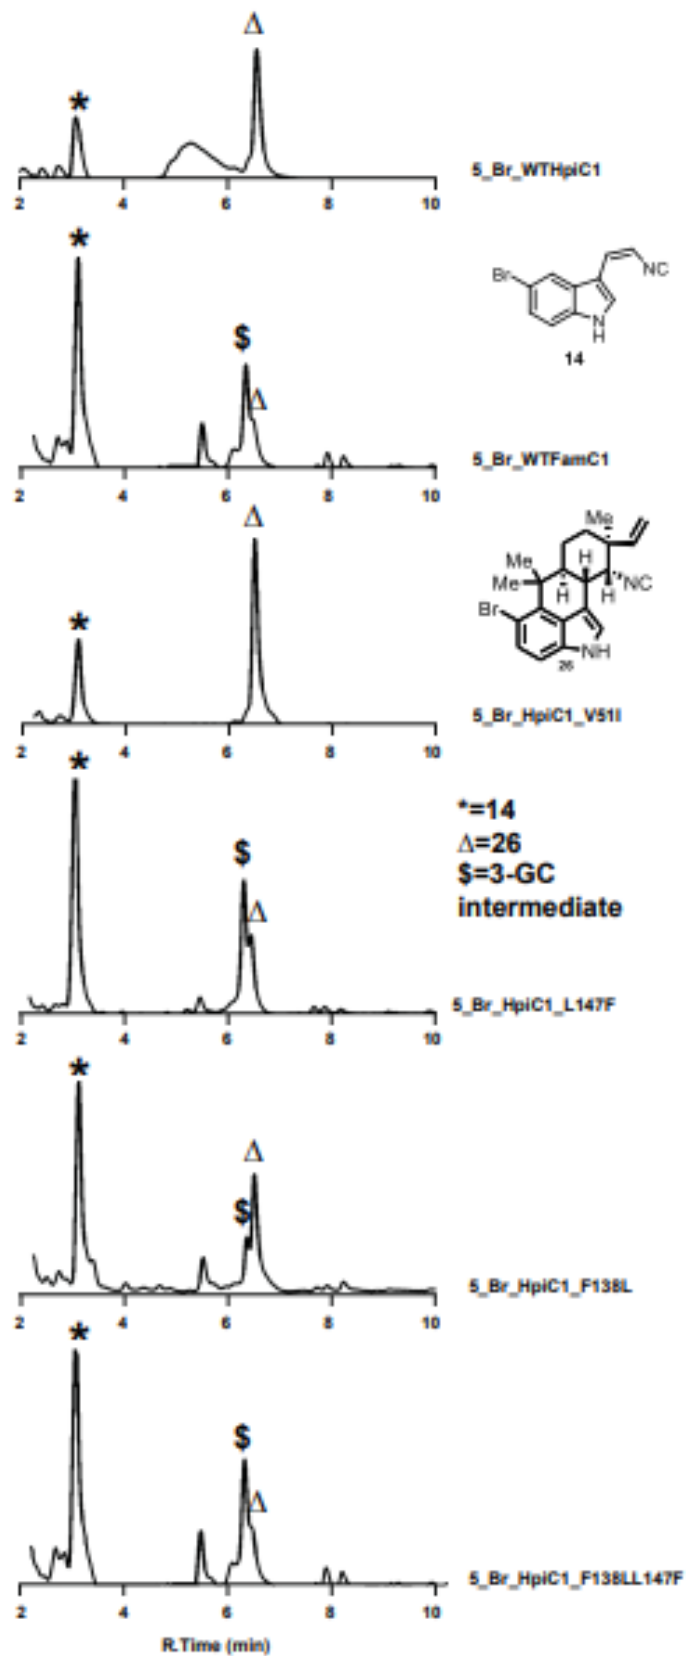 Δ
*
5_Br_WTHpiC1
2 4 6 8 10
*
Br
NC
N
H
14
$
Δ
5_Br_WTFamC1
2 4 6 8 10
Δ
Me
Me
Me
H
NC
H
H
Br
NH
26
*
5_Br_HpiC1_V51I
2 4 6 8 10
*
*=14
Δ=26
$=3-GC
intermediate
$
Δ
5_Br_HpiC1_L147F
2 4 6 8 10
*
Δ
$
5_Br_HpiC1_F138L
2 4 6 8 10
*
$
Δ
5_Br_HpiC1_F138LL147F
2 4 6 8 10
R.Time (min)